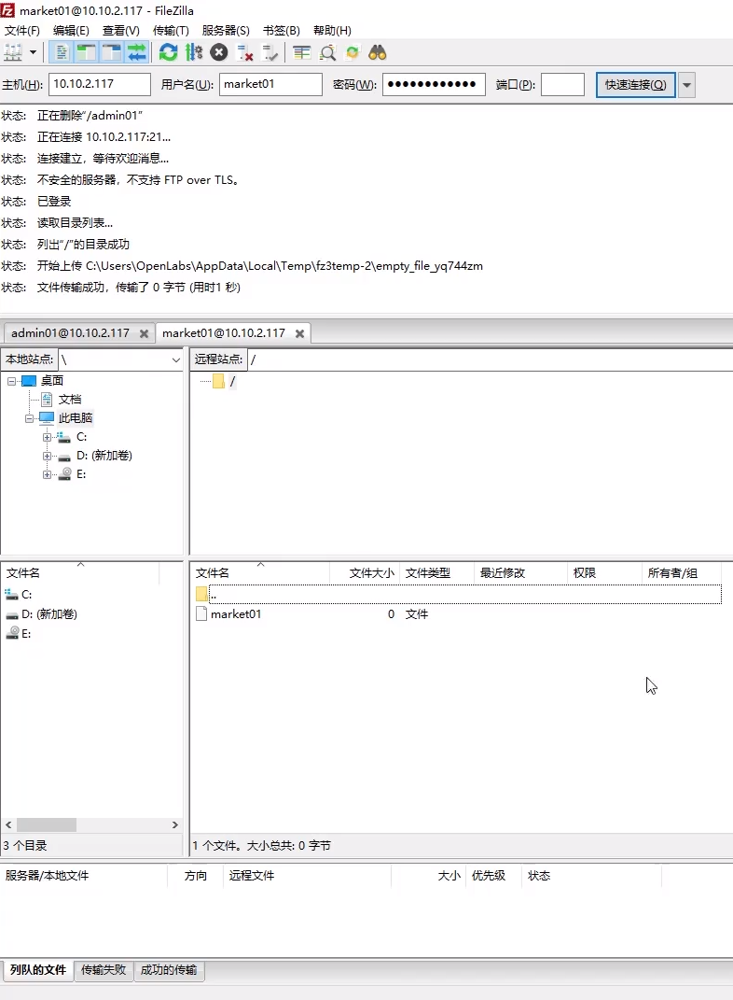 market01@10.10.2.117 - FileZilla
文件(F) 编辑(E) 查看(V) 传输(T) 服务器(S) 书签(B) 帮助(H)
主机(H): 10.10.2.117 用户名(U): market01 密码(W): ●●●●●●●●●●●● 端口(P): 快速连接(Q)
状态: 正在删除“/admin01”
状态: 正在连接 10.10.2.117:21...
状态: 连接建立，等待欢迎消息...
状态: 不安全的服务器，不支持 FTP over TLS。
状态: 已登录
状态: 读取目录列表...
状态: 列出“/”的目录成功
状态: 开始上传 C:\Users\OpenLabs\AppData\Local\Temp\fz3temp-2\empty_file_yq744zm
状态: 文件传输成功，传输了 0 字节 (用时1 秒)
admin01@10.10.2.117 market01@10.10.2.117
本地站点: \ 远程站点: /
桌面 /
文档
此电脑
C:
D: (新加卷)
E:
文件名 文件名 文件大小 文件类型 最近修改 权限 所有者/组
C: ..
D: (新加卷) market01 0 文件
E:
3 个目录 1 个文件。大小总共: 0 字节
服务器/本地文件 方向 远程文件 大小 优先级 状态
列队的文件 传输失败 成功的传输